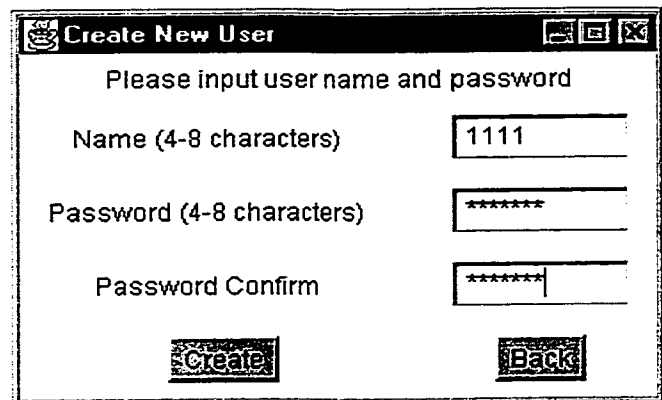 Create New User
Please input user name and password
Name (4-8 characters) 1111
Password (4-8 characters) *******
Password Confirm *******
Create Back